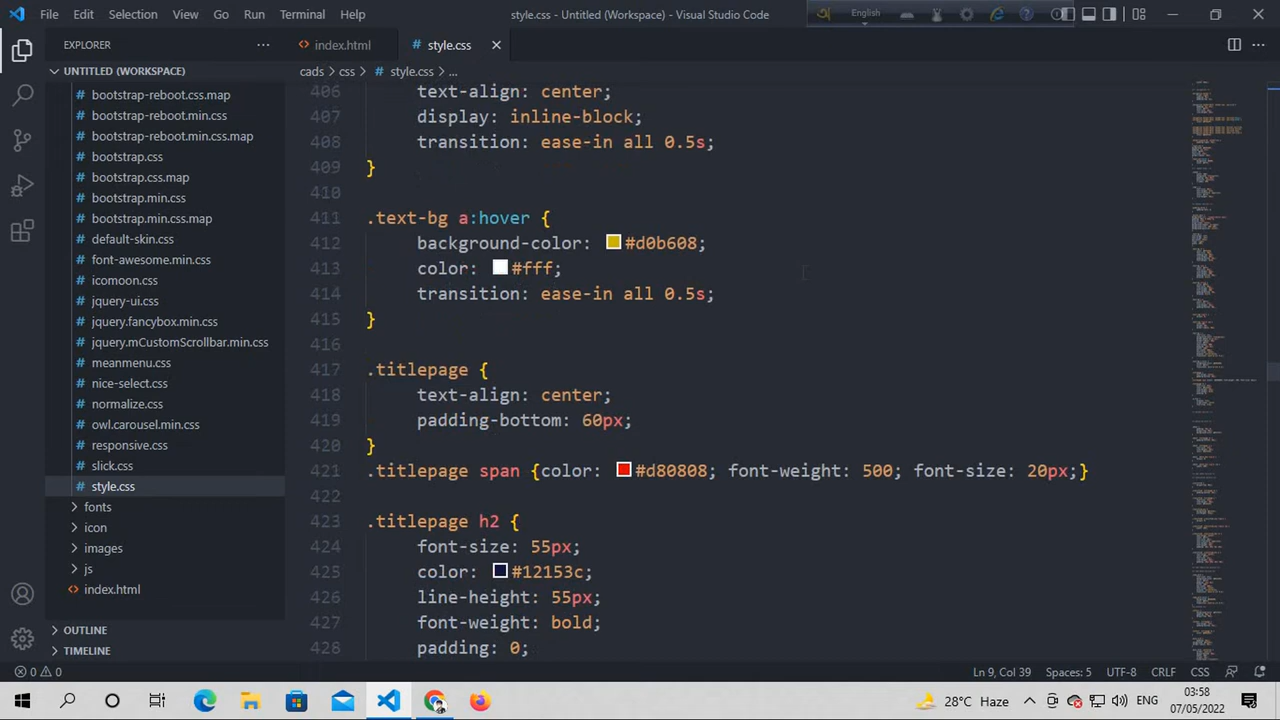 File Edit Selection View Go Run Terminal Help
style.css - Untitled (Workspace) - Visual Studio Code
English
EXPLORER
index.html
style.css
UNTITLED (WORKSPACE)
cads > css > # style.css > ...
# bootstrap-reboot.css.map
# bootstrap-reboot.min.css
# bootstrap-reboot.min.css.map
# bootstrap.css
# bootstrap.css.map
# bootstrap.min.css
# bootstrap.min.css.map
# default-skin.css
# font-awesome.min.css
# icomoon.css
# jquery-ui.css
# jquery.fancybox.min.css
# jquery.mCustomScrollbar.min.css
# meanmenu.css
# nice-select.css
# normalize.css
# owl.carousel.min.css
# responsive.css
# slick.css
# style.css
fonts
icon
images
js
index.html
OUTLINE
TIMELINE
406 text-align: center;
407 display: inline-block;
408 transition: ease-in all 0.5s;
409 }
410
411 .text-bg a:hover {
412 background-color: #d0b608;
413 color: #fff;
414 transition: ease-in all 0.5s;
415 }
416
417 .titlepage {
418 text-align: center;
419 padding-bottom: 60px;
420 }
421 .titlepage span {color: #d80808; font-weight: 500; font-size: 20px;}
422
423 .titlepage h2 {
424 font-size: 55px;
425 color: #12153c;
426 line-height: 55px;
427 font-weight: bold;
428 padding: 0;
0 0
Ln 9, Col 39 Spaces: 5 UTF-8 CRLF CSS
28°C Haze
ENG
03:58
07/05/2022